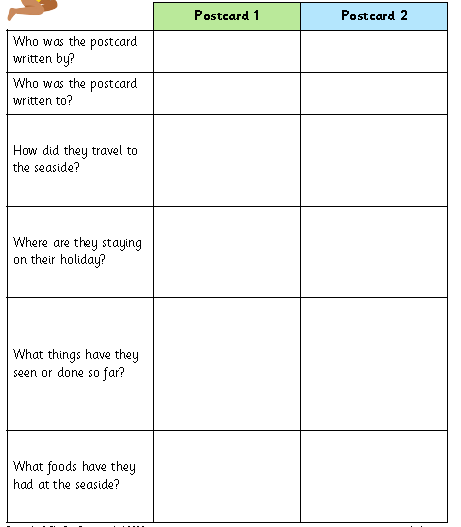 Postcard 1 Postcard 2
Who was the postcard
written by?
Who was the postcard
written to?
How did they travel to
the seaside?
Where are they staying
on their holiday?
What things have they
seen or done so far?
What foods have they
had at the seaside?